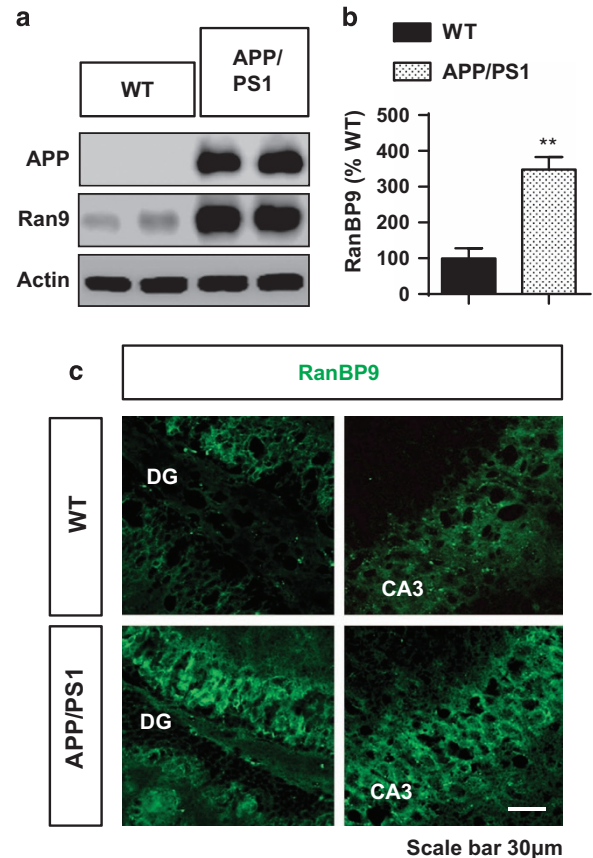 a
WT
APP/
PS1
APP
Ran9
Actin
b
WT
APP/PS1
RanBP9 (% WT)
500
400
300
200
100
0
**
c
RanBP9
WT
DG
CA3
APP/PS1
DG
CA3
Scale bar 30µm